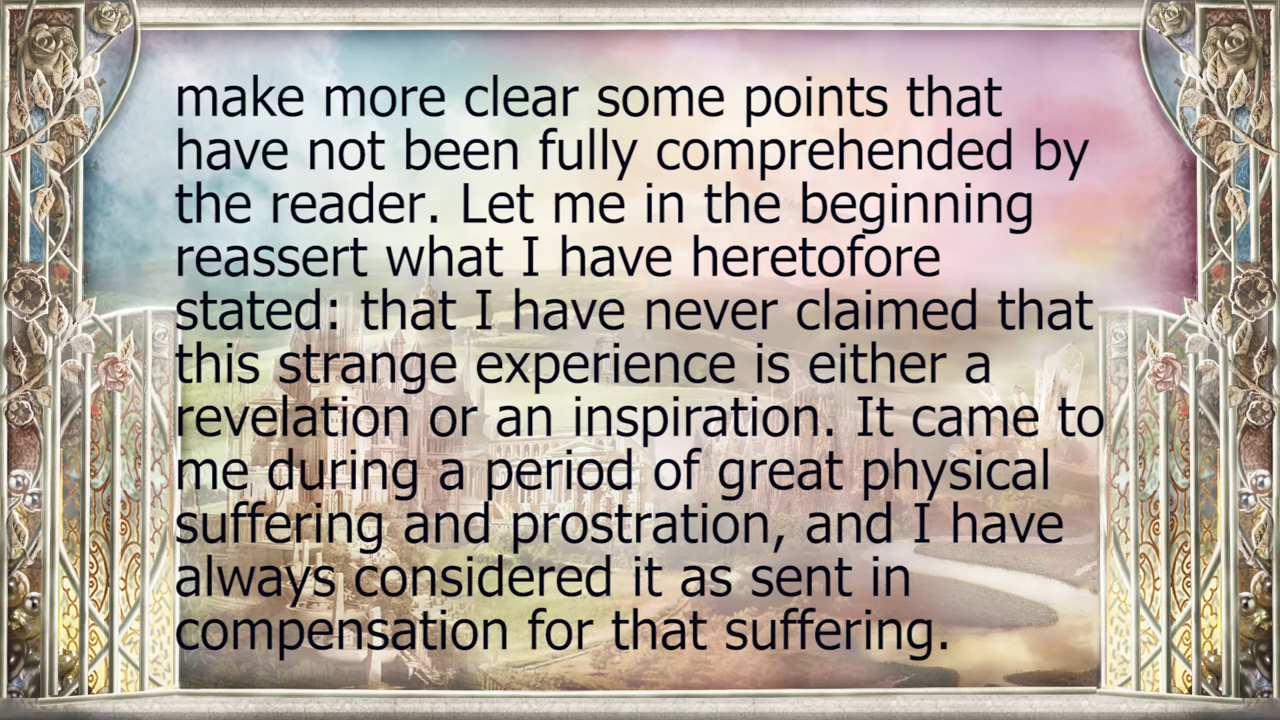 make more clear some points that
have not been fully comprehended by
the reader. Let me in the beginning
reassert what I have heretofore
stated: that I have never claimed that
this strange experience is either a
revelation or an inspiration. It came to
me during a period of great physical
suffering and prostration, and I have
always considered it as sent in
compensation for that suffering.